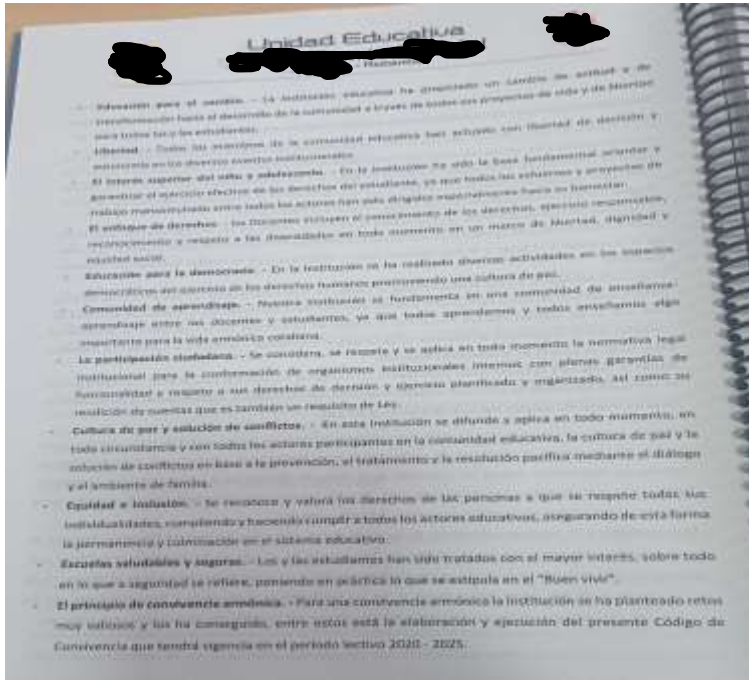 Unidad Educativa
Educación para el cambio. - La institución educativa ha orientado un cambio de actitud y de
transformación hacia el desarrollo de la comunidad a través de todos sus proyectos de vida y de libertad
para todos los y las estudiantes.
Libertad. - Todos los miembros de la comunidad educativa han actuado con libertad de decisión y
autonomía en los diversos eventos institucionales.
El interés superior del niño y adolescente. - En la institución ha sido la base fundamental orientar y
garantizar el ejercicio efectivo de los derechos del estudiante, ya que todos los esfuerzos y proyectos de
trabajo mancomunado entre todos los actores han sido dirigidos especialmente hacia su bienestar.
El enfoque de derechos. - los Docentes incluyen el conocimiento de los derechos, ejercicio responsable,
reconocimiento y respeto a las diversidades en todo momento en un marco de libertad, dignidad y
equidad social.
Educación para la democracia. - En la institución se ha realizado diversas actividades en los espacios
democráticos del ejercicio de los derechos humanos promoviendo una cultura de paz.
Comunidad de aprendizaje. - Nuestra institución se fundamenta en una comunidad de enseñanza-
aprendizaje entre los docentes y estudiantes, ya que todos aprendemos y todos enseñamos algo
importante para la vida armónica cotidiana.
La participación ciudadana. - Se considera, se respeta y se aplica en todo momento la normativa legal
institucional para la conformación de organismos institucionales internos con plenas garantías de
funcionalidad y respeto a sus derechos de decisión y ejercicio planificado y organizado, así como su
rendición de cuentas que es también un requisito de Ley.
Cultura de paz y solución de conflictos. - En esta Institución se difunde y aplica en todo momento, en
toda circunstancia y con todos los actores participantes en la comunidad educativa, la cultura de paz y la
solución de conflictos en base a la prevención, el tratamiento y la resolución pacífica mediante el diálogo
y el ambiente de familia.
Equidad e inclusión. - Se reconoce y valora los derechos de las personas a que se respete todas sus
individualidades, cumpliendo y haciendo cumplir a todos los actores educativos, asegurando de esta forma
la permanencia y culminación en el sistema educativo.
Escuelas saludables y seguras. - Los y las estudiantes han sido tratados con el mayor interés, sobre todo
en lo que a seguridad se refiere, poniendo en práctica lo que se estipula en el "Buen vivir".
El principio de convivencia armónica. - Para una convivencia armónica la institución se ha planteado retos
muy valiosos y los ha conseguido, entre estos está la elaboración y ejecución del presente Código de
Convivencia que tendrá vigencia en el periodo lectivo 2020 - 2025.